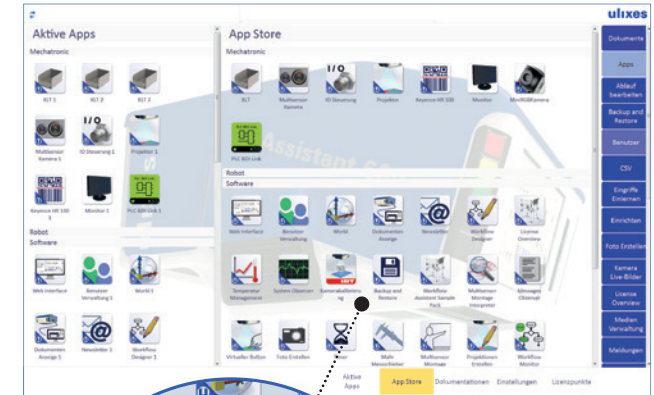 ulixes
Aktive Apps
Mechatronic
KLT 1
KLT 2
KLT 3
I/O
Multisensor
Kamera 1
IO Steuerung 1
Projektor 1
Keyence HR 100
1
Monitor 1
PLC BDI Link 1
Robot
Software
Web Interface
Benutzer
Verwaltung 1
World 1
Dokumenten
Anzeige 1
Newsletter 1
Workflow
Designer 1
App Store
Mechatronic
I/O
KLT
Multisensor
Kamera
IO Steuerung
Projektor
Keyence HR 100
Monitor
PLC BDI Link
Assistant
Robot
Software
Web Interface
Benutzer
Verwaltung
World
Dokumenten
Anzeige
Newsletter
Workflow
Designer
License
Overview
Temperatur
Management
System Observer
Backup and
Restore
Workflow
Assistant Sample
Pack
Multisensor
Montage
Interpreter
Messages
Virtueller Button
Foto Erstellen
Timer
Maße
Messschieber
Multisensor
Montage
Projektionen
Erstellen
Workflow
Monitor
Dokumente
Apps
Ablauf
bearbeiten
Backup and
Restore
Benutzer
CSV
Eingriffe
Einlernen
Einrichten
Foto Erstellen
Kamera
Live-Bilder
License
Overview
Medien
Verwaltung
Meldungen
Aktive
Apps
App Store
Dokumentationen
Einstellungen
Lizenzpunkte